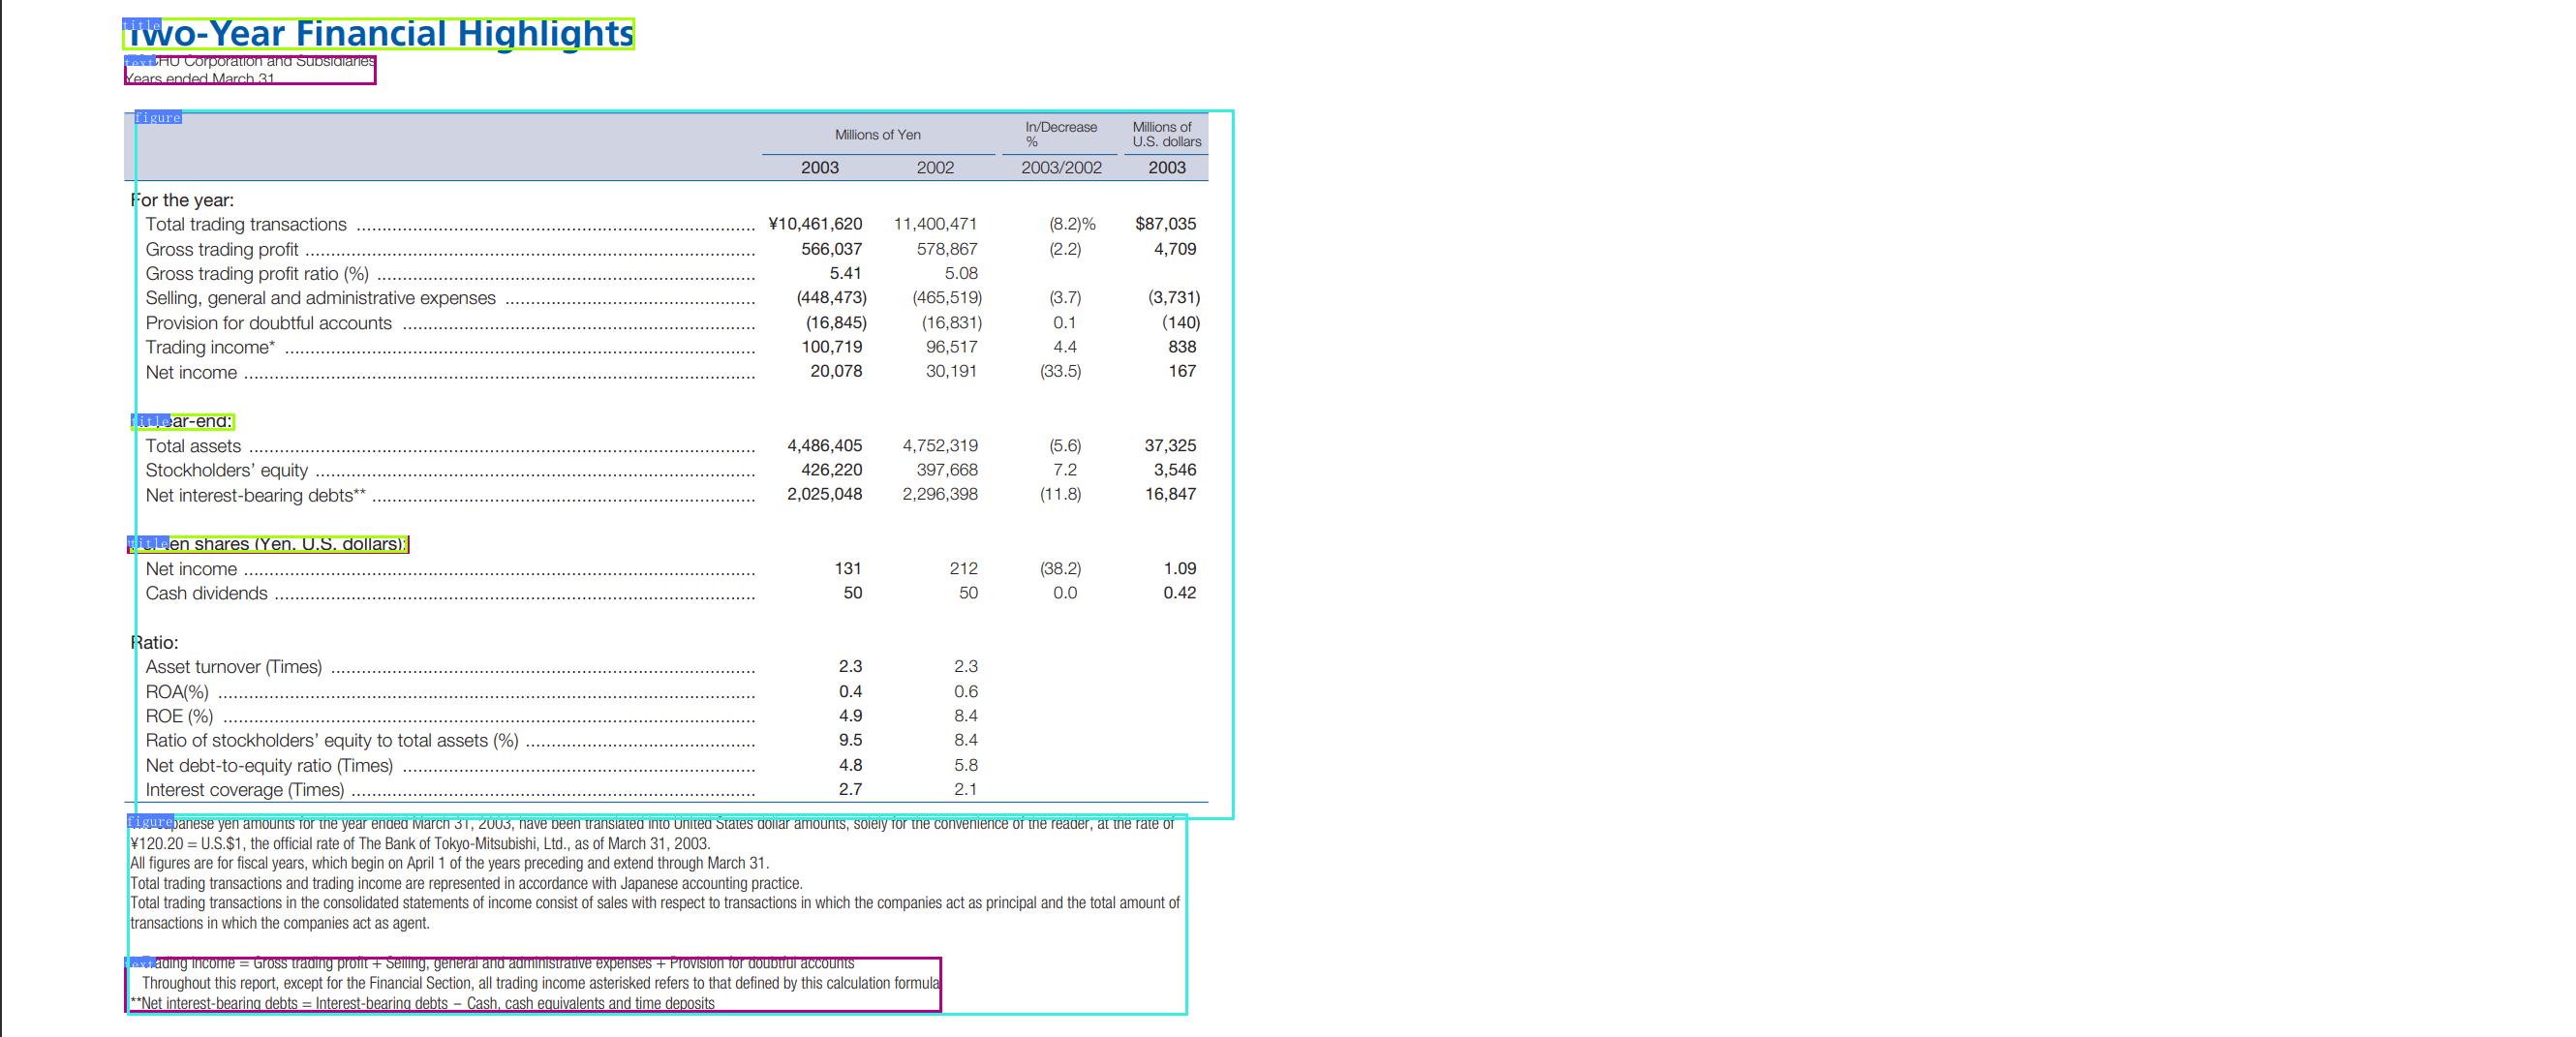 title
Two-Year Financial Highlights
text
CHU Corporation and Subsidiaries
Years ended March 31
figure
Millions of Yen In/Decrease % Millions of U.S. dollars
2003 2002 2003/2002 2003
For the year:
Total trading transactions ¥10,461,620 11,400,471 (8.2)% $87,035
Gross trading profit 566,037 578,867 (2.2) 4,709
Gross trading profit ratio (%) 5.41 5.08
Selling, general and administrative expenses (448,473) (465,519) (3.7) (3,731)
Provision for doubtful accounts (16,845) (16,831) 0.1 (140)
Trading income* 100,719 96,517 4.4 838
Net income 20,078 30,191 (33.5) 167
title
ar-end:
Total assets 4,486,405 4,752,319 (5.6) 37,325
Stockholders’ equity 426,220 397,668 7.2 3,546
Net interest-bearing debts** 2,025,048 2,296,398 (11.8) 16,847
title
en shares (Yen, U.S. dollars):
Net income 131 212 (38.2) 1.09
Cash dividends 50 50 0.0 0.42
Ratio:
Asset turnover (Times) 2.3 2.3
ROA(%) 0.4 0.6
ROE (%) 4.9 8.4
Ratio of stockholders’ equity to total assets (%) 9.5 8.4
Net debt-to-equity ratio (Times) 4.8 5.8
Interest coverage (Times) 2.7 2.1
figure
panese yen amounts for the year ended March 31, 2003, have been translated into United States dollar amounts, solely for the convenience of the reader, at the rate of
¥120.20 = U.S.$1, the official rate of The Bank of Tokyo-Mitsubishi, Ltd., as of March 31, 2003.
All figures are for fiscal years, which begin on April 1 of the years preceding and extend through March 31.
Total trading transactions and trading income are represented in accordance with Japanese accounting practice.
Total trading transactions in the consolidated statements of income consist of sales with respect to transactions in which the companies act as principal and the total amount of
transactions in which the companies act as agent.
text
ading income = Gross trading profit + Selling, general and administrative expenses + Provision for doubtful accounts
Throughout this report, except for the Financial Section, all trading income asterisked refers to that defined by this calculation formula
**Net interest-bearing debts = Interest-bearing debts – Cash, cash equivalents and time deposits